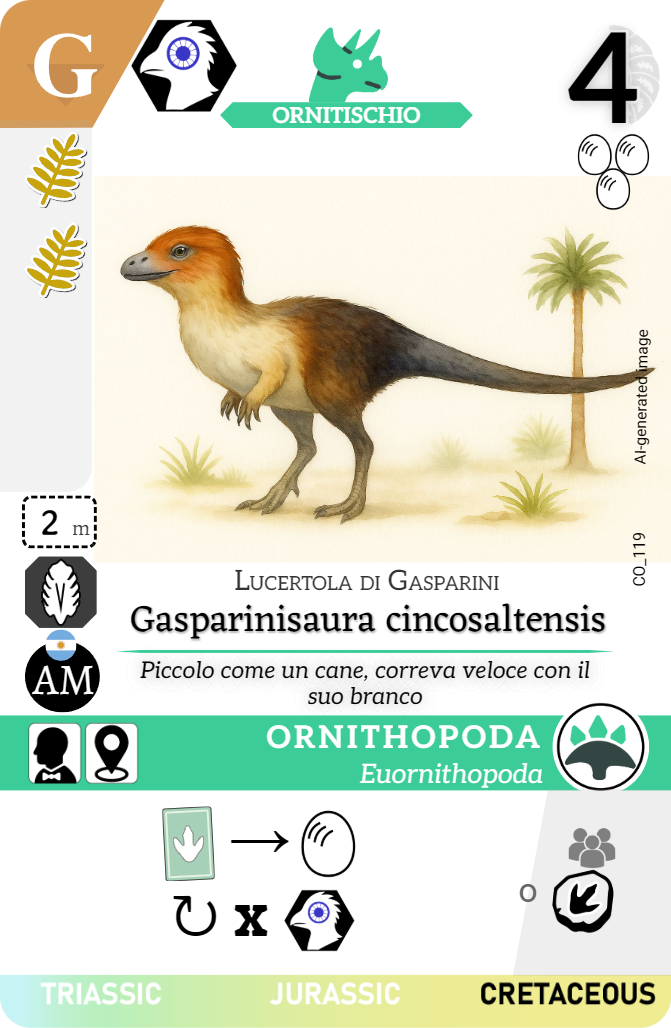 G
ORNITISCHIO
4
AI-generated image
2 m
CO_119
LUCERTOLA DI GASPARINI
Gasparinisaura cincosaltensis
AM
Piccolo come un cane, correva veloce con il
suo branco
ORNITHOPODA
Euornithopoda
o
x
TRIASSIC JURASSIC CRETACEOUS